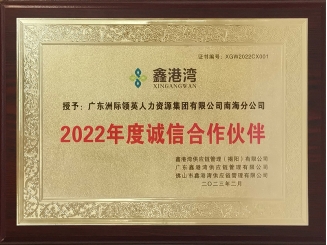 证书编号：XGW2022CX001
鑫港湾
XINGANGWAN
授予：广东洲际领英人力资源集团有限公司南海分公司
2022年度诚信合作伙伴
鑫港湾供应链管理（南阳）有限公司
广东鑫港湾供应链管理有限公司
佛山市鑫港湾供应链管理有限公司
二〇二三年二月